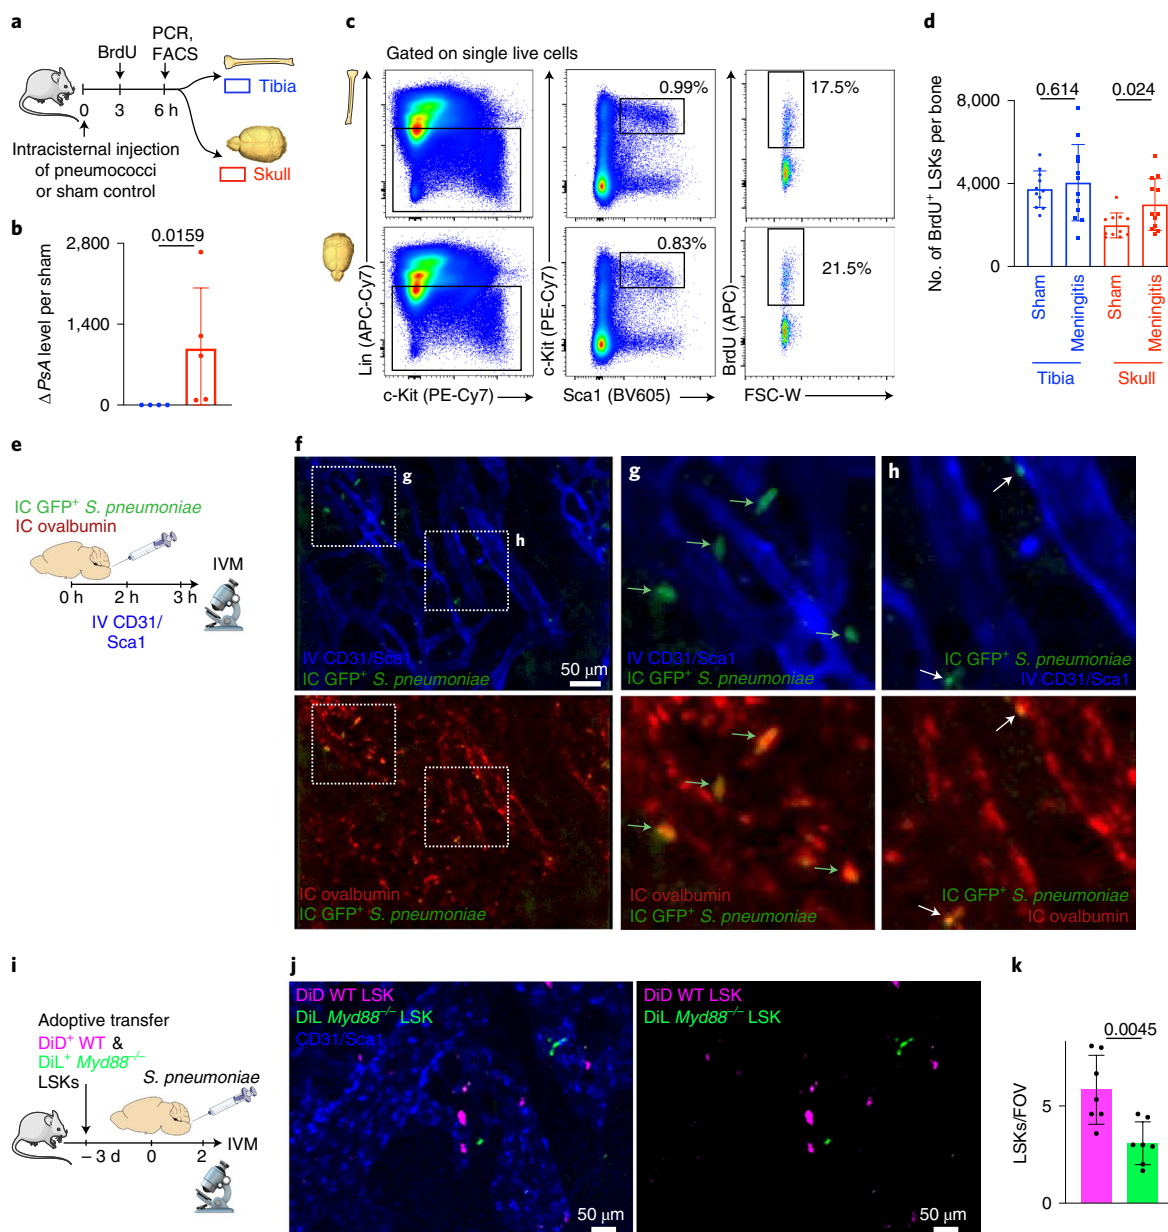 a
BrdU
PCR,
FACS
0
3
6 h
Tibia
Skull
Intracisternal injection
of pneumococci
or sham control
b
Δ PsA level per sham
2,800
1,400
0
0.0159
c
Gated on single live cells
0.99%
17.5%
0.83%
21.5%
Lin (APC-Cy7)
c-Kit (PE-Cy7)
c-Kit (PE-Cy7)
Sca1 (BV605)
BrdU (APC)
FSC-W
d
No. of BrdU⁺ LSKs per bone
8,000
4,000
0
0.614
0.024
Sham
Meningitis
Sham
Meningitis
Tibia
Skull
e
IC GFP⁺ S. pneumoniae
IC ovalbumin
IVM
0 h
2 h
3 h
IV CD31/
Sca1
f
g
h
IV CD31/Sca1
IC GFP⁺ S. pneumoniae
50 μm
IC ovalbumin
IC GFP⁺ S. pneumoniae
g
IV CD31/Sca1
IC GFP⁺ S. pneumoniae
IC ovalbumin
IC GFP⁺ S. pneumoniae
h
IC GFP⁺ S. pneumoniae
IV CD31/Sca1
IC GFP⁺ S. pneumoniae
IC ovalbumin
i
Adoptive transfer
DiD⁺ WT &
DiL⁺ Myd88⁻/⁻
LSKs
S. pneumoniae
– 3 d
0
2
IVM
j
DiD WT LSK
DiL Myd88⁻/⁻ LSK
CD31/Sca1
50 μm
DiD WT LSK
DiL Myd88⁻/⁻ LSK
50 μm
k
0.0045
LSKs/FOV
5
0